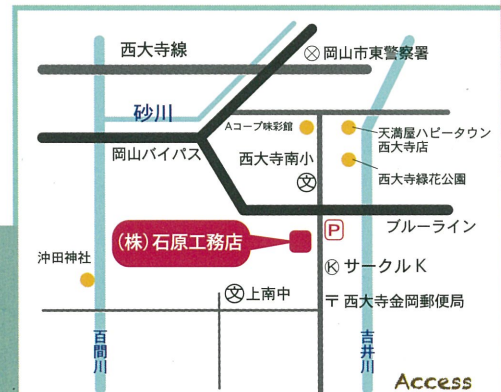 西大寺線
岡山市東警察署
砂川
Aコープ味彩館
天満屋ハピータウン
西大寺店
岡山バイパス
西大寺南小
文
西大寺緑花公園
P
ブルーライン
(株)石原工務店
沖田神社
K サークルK
文 上南中
〒西大寺金岡郵便局
百間川
吉井川
Access